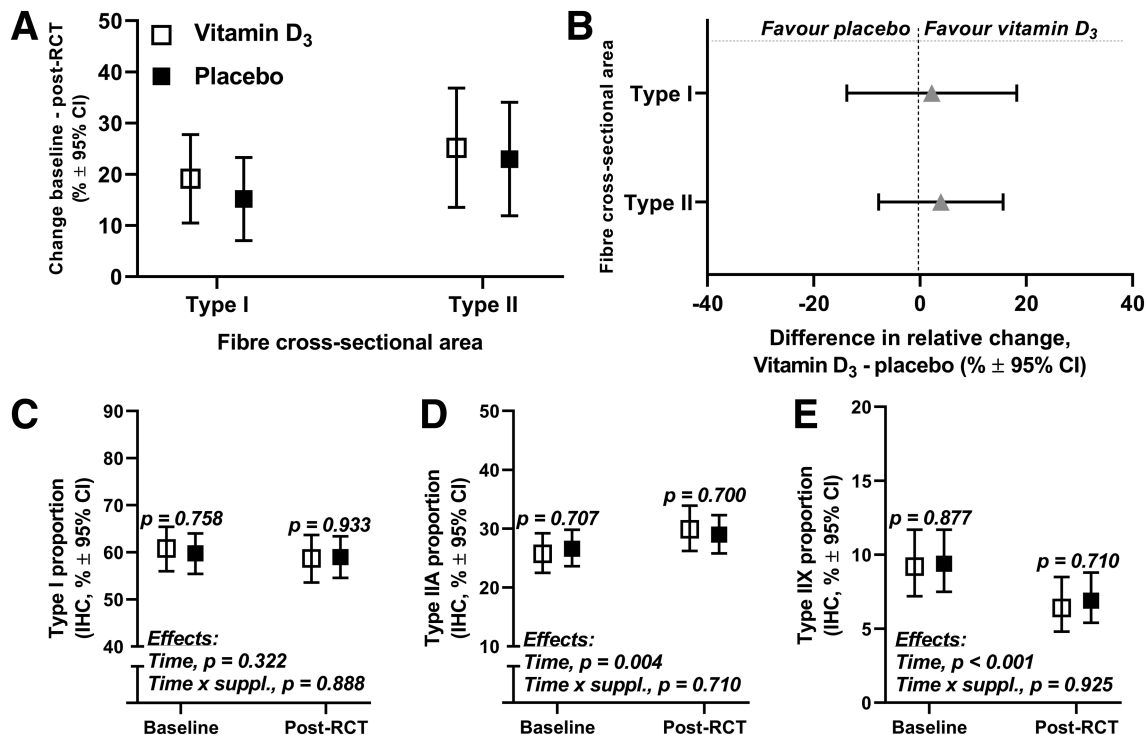 A
Change baseline - post-RCT
(% ± 95% CI)
50
40
30
20
10
0
Vitamin D3
Placebo
Type I
Type II
Fibre cross-sectional area
B
Fibre cross-sectional area
Favour placebo
Favour vitamin D3
Type I
Type II
-40
-20
0
20
40
Difference in relative change,
Vitamin D3 - placebo (% ± 95% CI)
C
Type I proportion
(IHC, % ± 95% CI)
90
80
70
60
50
40
p = 0.758
p = 0.933
Effects:
Time, p = 0.322
Time x suppl., p = 0.888
Baseline
Post-RCT
D
Type IIA proportion
(IHC, % ± 95% CI)
50
40
30
20
10
p = 0.707
p = 0.700
Effects:
Time, p = 0.004
Time x suppl., p = 0.710
Baseline
Post-RCT
E
Type IIX proportion
(IHC, % ± 95% CI)
20
15
10
5
0
p = 0.877
p = 0.710
Effects:
Time, p < 0.001
Time x suppl., p = 0.925
Baseline
Post-RCT